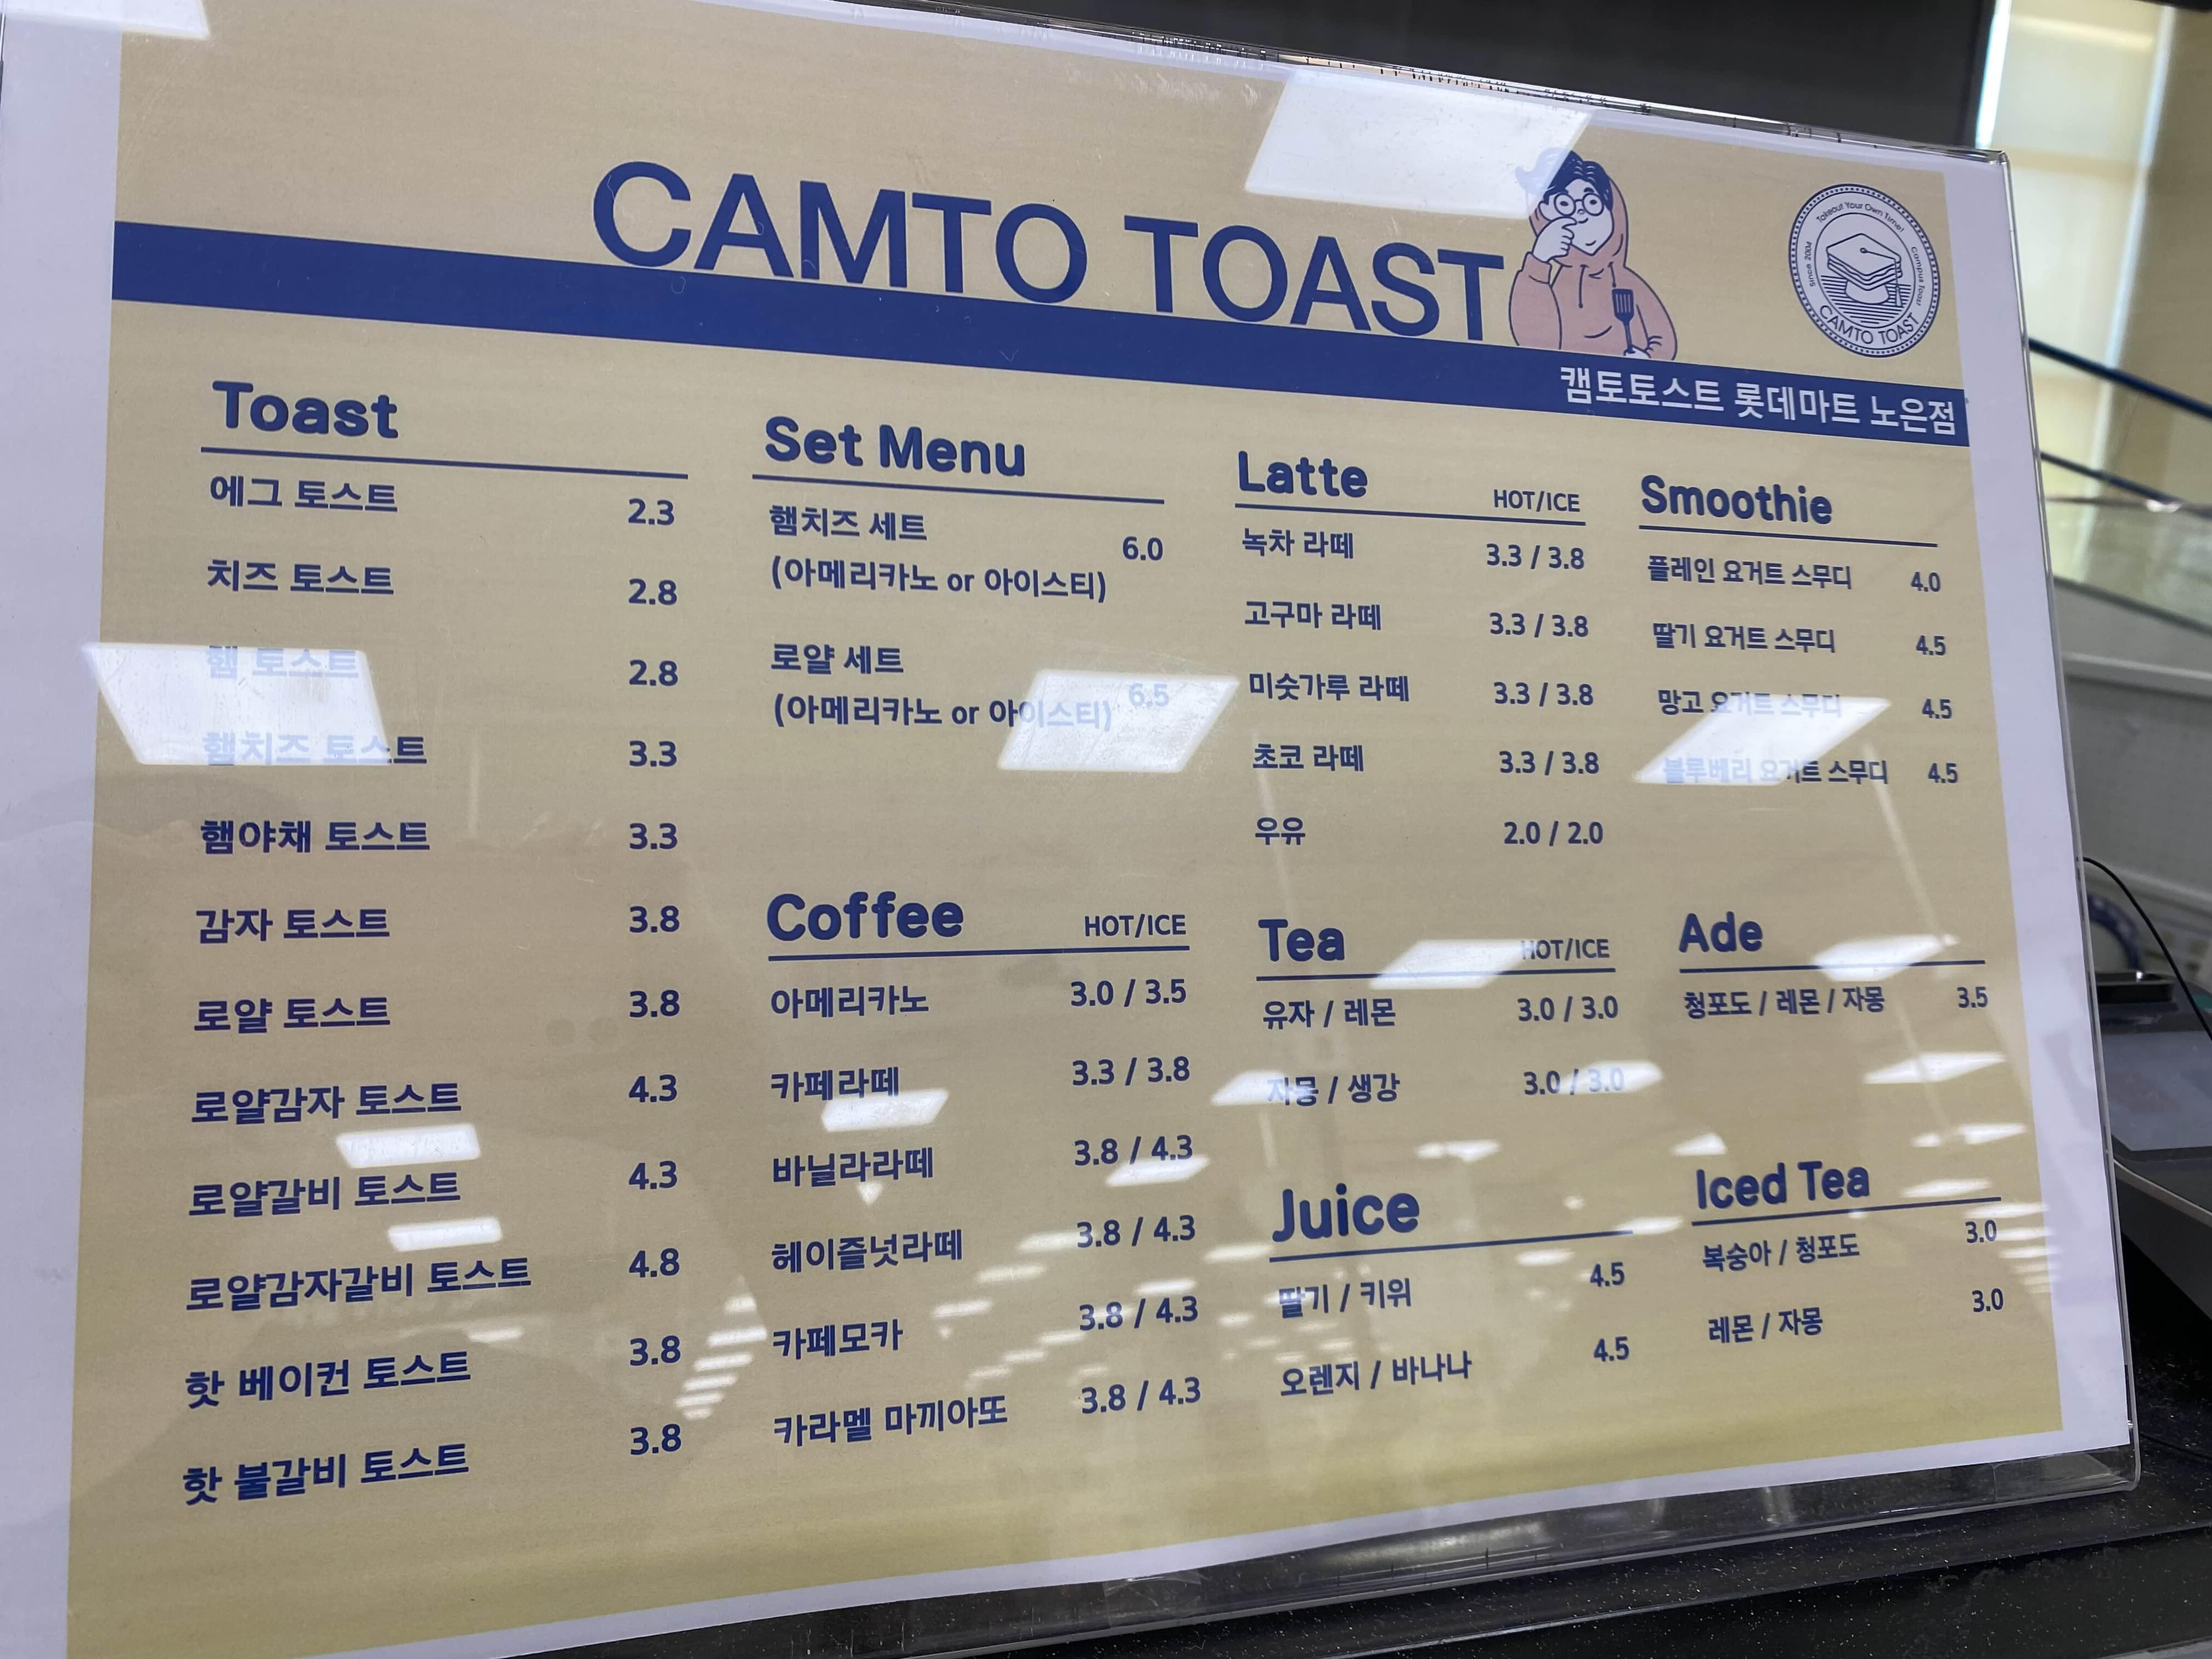 CAMTO TOAST
Takeout Your Own Time!
Since 2004
Campus Toast
CAMTO TOAST
캠토토스트 롯데마트 노은점
Toast
에그 토스트 2.3
치즈 토스트 2.8
햄 토스트 2.8
햄치즈 토스트 3.3
햄야채 토스트 3.3
감자 토스트 3.8
로얄 토스트 3.8
로얄감자 토스트 4.3
로얄갈비 토스트 4.3
로얄감자갈비 토스트 4.8
핫 베이컨 토스트 3.8
핫 불갈비 토스트 3.8
Set Menu
햄치즈 세트 6.0
(아메리카노 or 아이스티)
로얄 세트 6.5
(아메리카노 or 아이스티)
Coffee HOT/ICE
아메리카노 3.0 / 3.5
카페라떼 3.3 / 3.8
바닐라라떼 3.8 / 4.3
헤이즐넛라떼 3.8 / 4.3
카페모카 3.8 / 4.3
카라멜 마끼아또 3.8 / 4.3
Latte HOT/ICE
녹차 라떼 3.3 / 3.8
고구마 라떼 3.3 / 3.8
미숫가루 라떼 3.3 / 3.8
초코 라떼 3.3 / 3.8
우유 2.0 / 2.0
Tea HOT/ICE
유자 / 레몬 3.0 / 3.0
자몽 / 생강 3.0 / 3.0
Juice
딸기 / 키위 4.5
오렌지 / 바나나 4.5
Smoothie
플레인 요거트 스무디 4.0
딸기 요거트 스무디 4.5
망고 요거트 스무디 4.5
블루베리 요거트 스무디 4.5
Ade
청포도 / 레몬 / 자몽 3.5
Iced Tea
복숭아 / 청포도 3.0
레몬 / 자몽 3.0